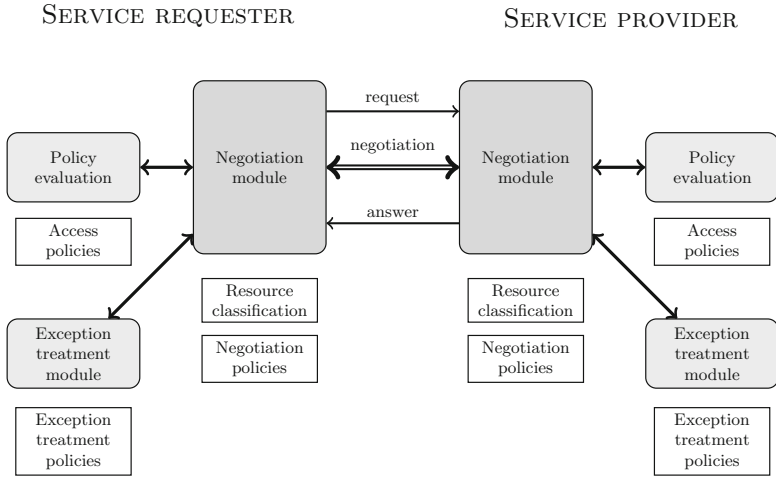 SERVICE REQUESTER
SERVICE PROVIDER
request
negotiation
answer
Policy
evaluation
Negotiation
module
Negotiation
module
Policy
evaluation
Access
policies
Access
policies
Resource
classification
Resource
classification
Exception
treatment
module
Negotiation
policies
Negotiation
policies
Exception
treatment
module
Exception
treatment
policies
Exception
treatment
policies